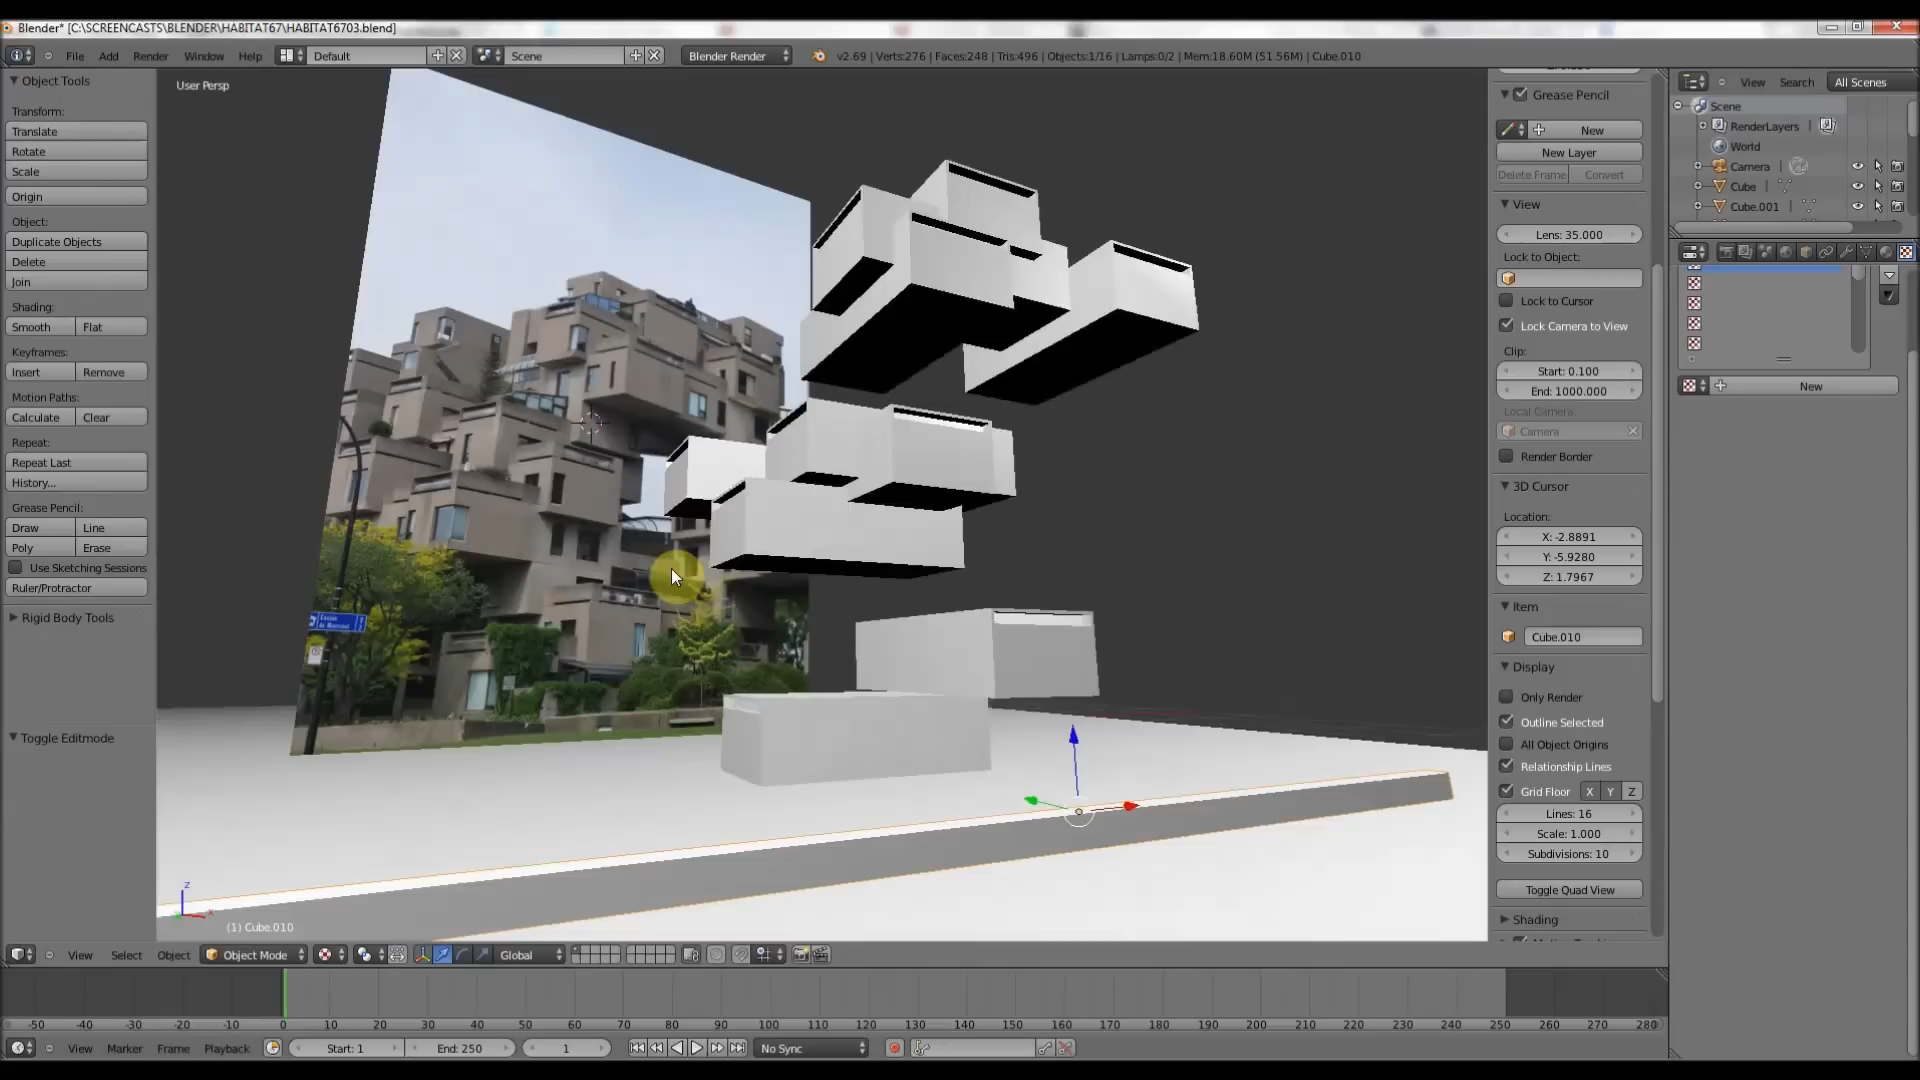 Blender* [C:\SCREENCASTS\BLENDER\HABITAT67\HABITAT6703.blend]
File Add Render Window Help Default Scene Blender Render v2.69 | Verts:276 | Faces:248 | Tris:496 | Objects:1/16 | Lamps:0/2 | Mem:18.60M (51.56M) | Cube.010
Object Tools
Transform:
Translate
Rotate
Scale
Origin
Object:
Duplicate Objects
Delete
Join
Shading:
Smooth Flat
Keyframes:
Insert Remove
Motion Paths:
Calculate Clear
Repeat:
Repeat Last
History...
Grease Pencil:
Draw Line
Poly Erase
Use Sketching Sessions
Ruler/Protractor
Rigid Body Tools
Toggle Editmode
User Persp
z
x
(1) Cube.010
Grease Pencil
New
New Layer
Delete Frame Convert
View
Lens: 35.000
Lock to Object:
Lock to Cursor
Lock Camera to View
Clip:
Start: 0.100
End: 1000.000
Local Camera:
Camera
Render Border
3D Cursor
Location:
X: -2.8891
Y: -5.9280
Z: 1.7967
Item
Cube.010
Display
Only Render
Outline Selected
All Object Origins
Relationship Lines
Grid Floor X Y Z
Lines: 16
Scale: 1.000
Subdivisions: 10
Toggle Quad View
Shading
View Search All Scenes
Scene
RenderLayers
World
Camera
Cube
Cube.001
New
View Select Object Object Mode Global
-50 -40 -30 -20 -10 0 10 20 30 40 50 60 70 80 90 100 110 120 130 140 150 160 170 180 190 200 210 220 230 240 250 260 270 280
View Marker Frame Playback Start: 1 End: 250 1 No Sync